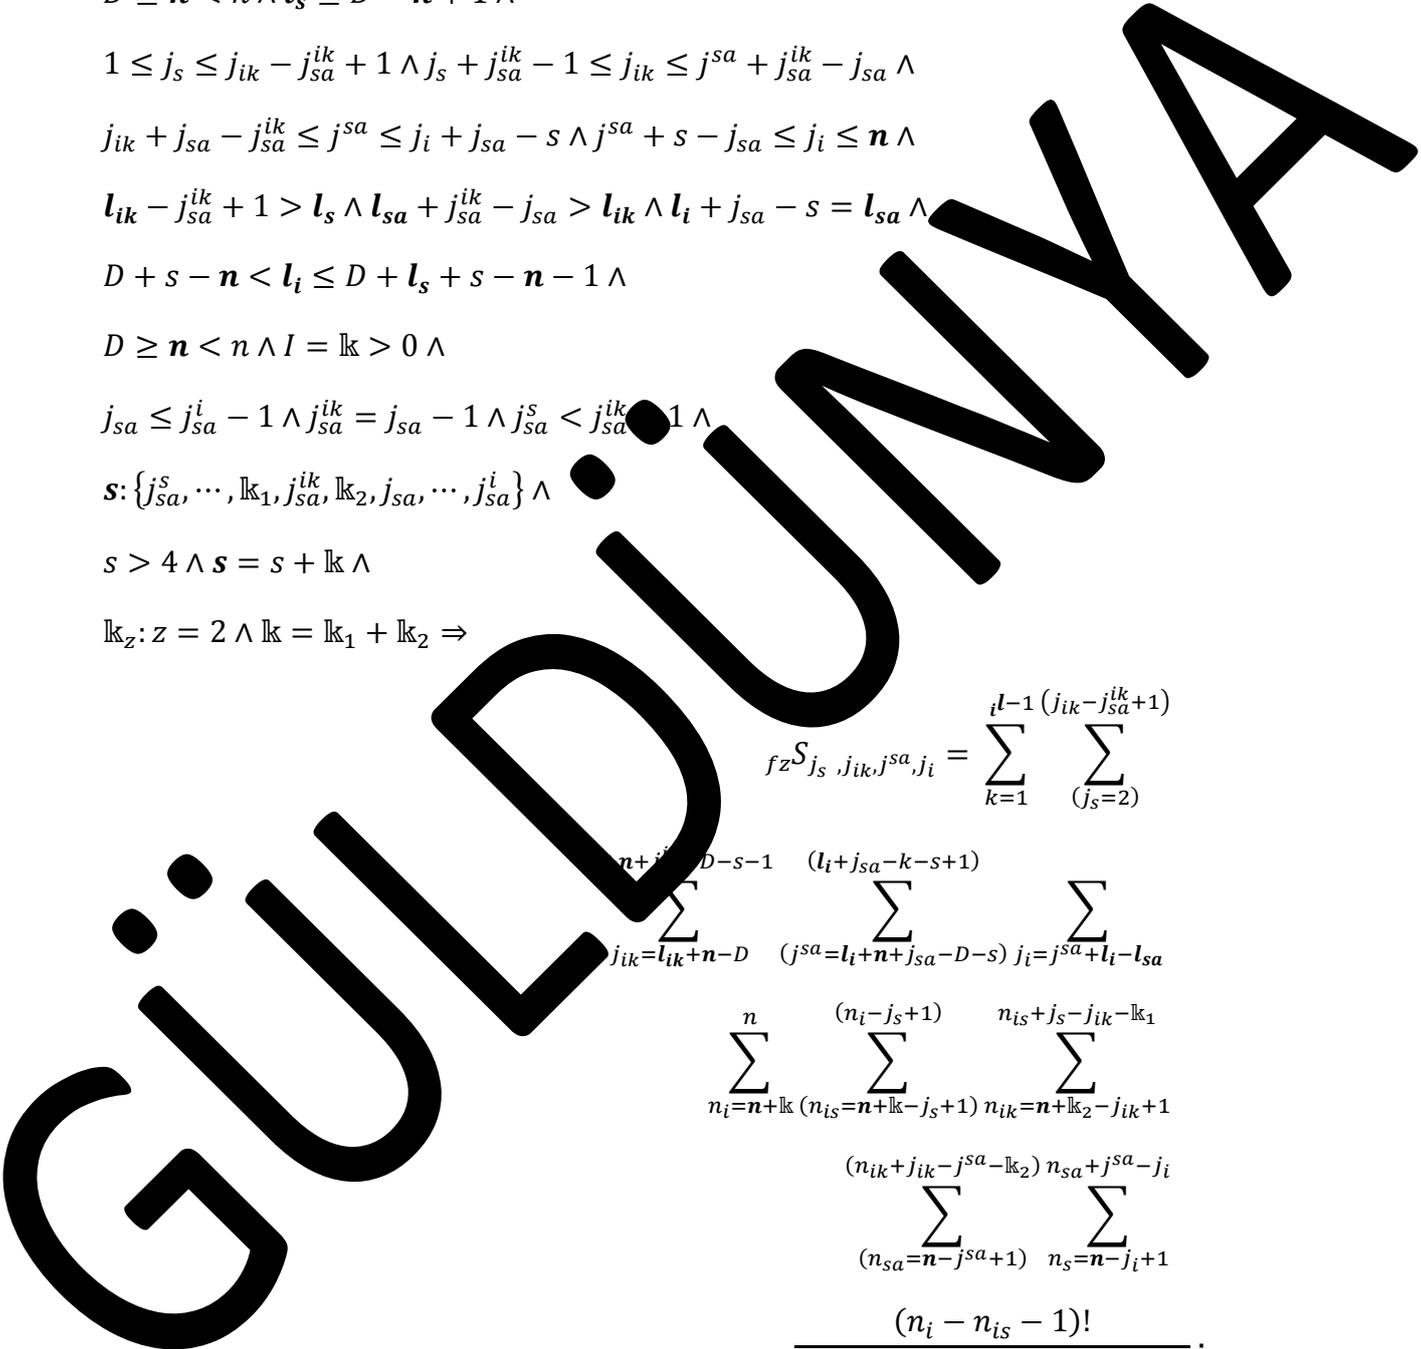 D ≥ n < n ∧ l_s ≤ D − n + 1 ∧
1 ≤ j_s ≤ j_{ik} − j_{sa}^{ik} + 1 ∧ j_s + j_{sa}^{ik} − 1 ≤ j_{ik} ≤ j^{sa} + j_{sa}^{ik} − j_{sa} ∧
j_{ik} + j_{sa} − j_{sa}^{ik} ≤ j^{sa} ≤ j_i + j_{sa} − s ∧ j^{sa} + s − j_{sa} ≤ j_i ≤ n ∧
l_{ik} − j_{sa}^{ik} + 1 > l_s ∧ l_{sa} + j_{sa}^{ik} − j_{sa} > l_{ik} ∧ l_i + j_{sa} − s = l_{sa} ∧
D + s − n < l_i ≤ D + l_s + s − n − 1 ∧
D ≥ n < n ∧ I = 𝕜 > 0 ∧
j_{sa} ≤ j_{sa}^i − 1 ∧ j_{sa}^{ik} = j_{sa} − 1 ∧ j_{sa}^s < j_{sa}^{ik} 1 ∧
s: {j_{sa}^s, ⋯, 𝕜_1, j_{sa}^{ik}, 𝕜_2, j_{sa}, ⋯, j_{sa}^i} ∧
s > 4 ∧ s = s + 𝕜 ∧
𝕜_z: z = 2 ∧ 𝕜 = 𝕜_1 + 𝕜_2 ⇒
_{fz}S_{j_s ,j_{ik},j^{sa},j_i} = ∑_{k=1}^{_il−1} ∑_{(j_s=2)}^{(j_{ik}−j_{sa}^{ik}+1)}
∑_{j_{ik}=l_{ik}+n−D}^{n+ D−s−1} ∑_{(j^{sa}=l_i+n+j_{sa}−D−s)}^{(l_i+j_{sa}−k−s+1)} ∑_{j_i=j^{sa}+l_i−l_{sa}}
∑_{n_i=n+𝕜}^{n} ∑_{(n_{is}=n+𝕜−j_s+1)}^{(n_i−j_s+1)} ∑_{n_{ik}=n+𝕜_2−j_{ik}+1}^{n_{is}+j_s−j_{ik}−𝕜_1}
∑_{(n_{sa}=n−j^{sa}+1)}^{(n_{ik}+j_{ik}−j^{sa}−𝕜_2)} ∑_{n_s=n−j_i+1}^{n_{sa}+j^{sa}−j_i}
(n_i − n_{is} − 1)! .
GÜLDÜNYA